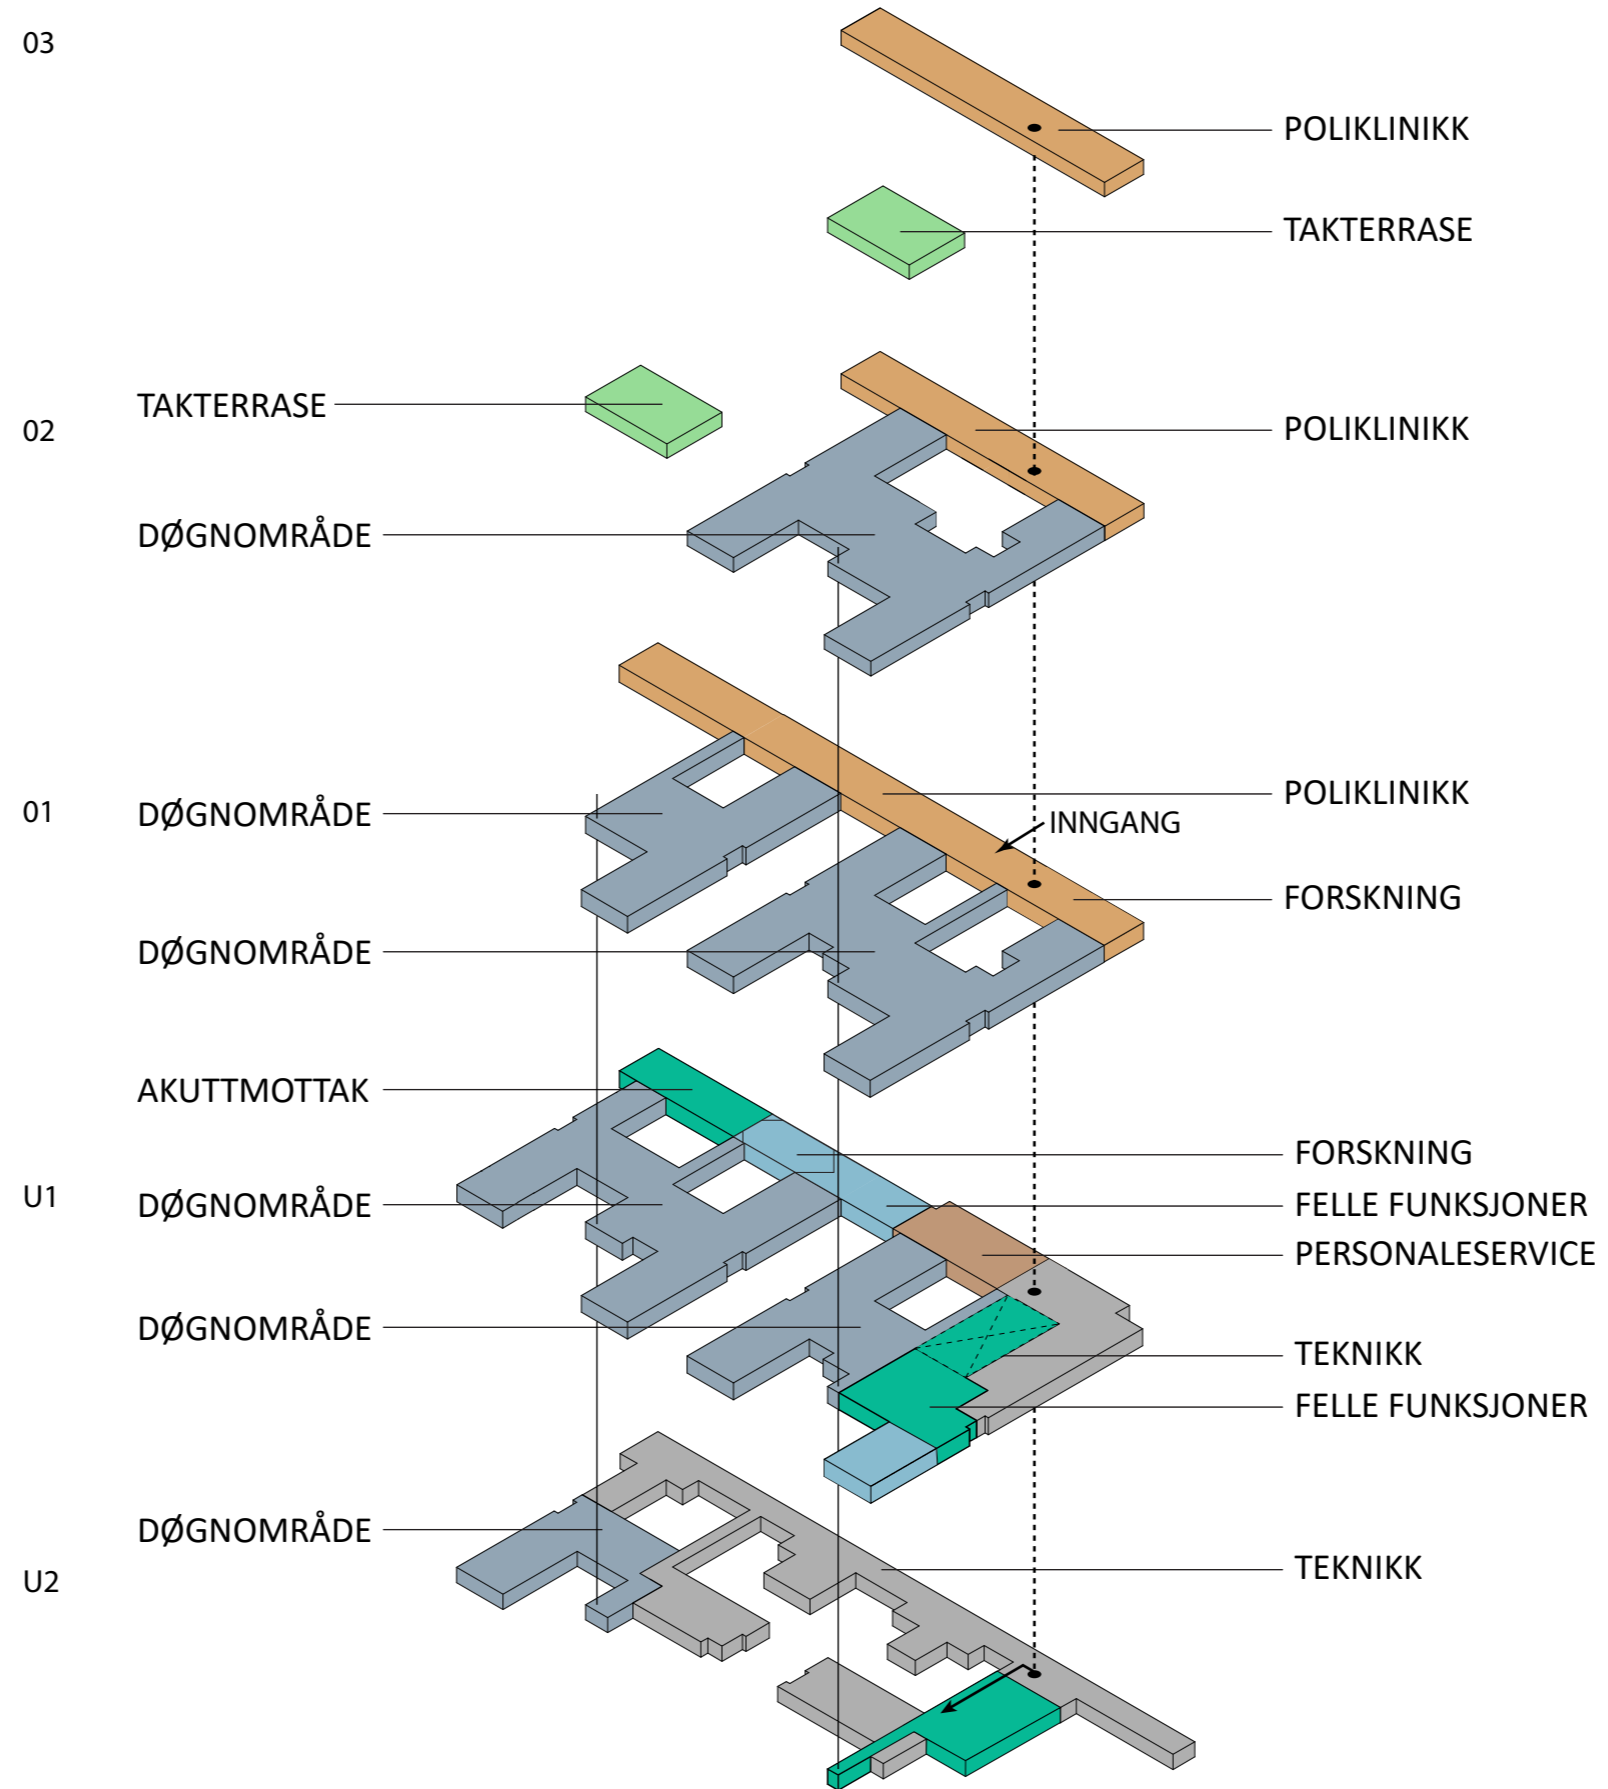 03
POLIKLINIKK
TAKTERRASE
TAKTERRASE
02
POLIKLINIKK
DØGNOMRÅDE
01
DØGNOMRÅDE
POLIKLINIKK
INNGANG
FORSKNING
DØGNOMRÅDE
AKUTTMOTTAK
FORSKNING
U1
DØGNOMRÅDE
FELLE FUNKSJONER
PERSONALESERVICE
DØGNOMRÅDE
TEKNIKK
FELLE FUNKSJONER
DØGNOMRÅDE
TEKNIKK
U2